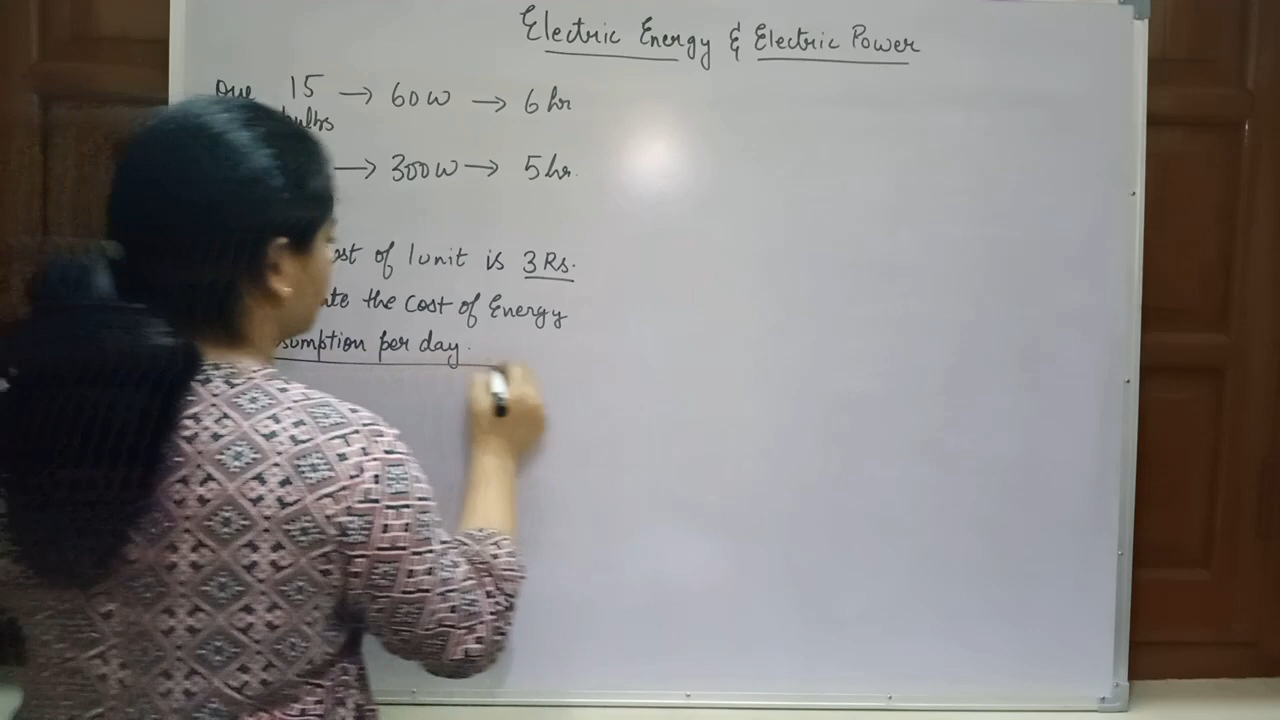 Electric Energy & Electric Power
Que 15 → 60W → 6 hr
bulbs
→ 300W → 5 hr.
ost of 1 unit is 3 Rs.
te the cost of Energy
sumption per day.